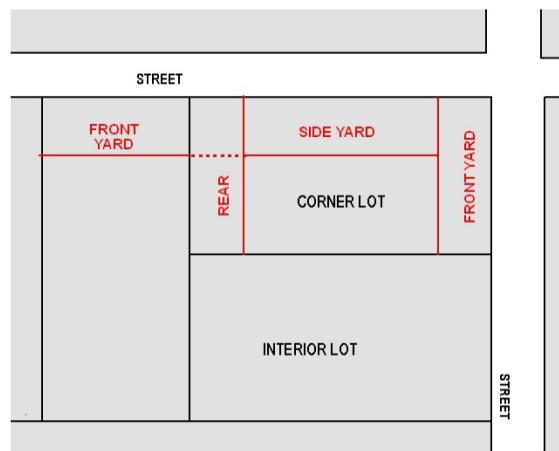 STREET
FRONT
YARD
SIDE YARD
REAR
CORNER LOT
FRONT YARD
INTERIOR LOT
STREET